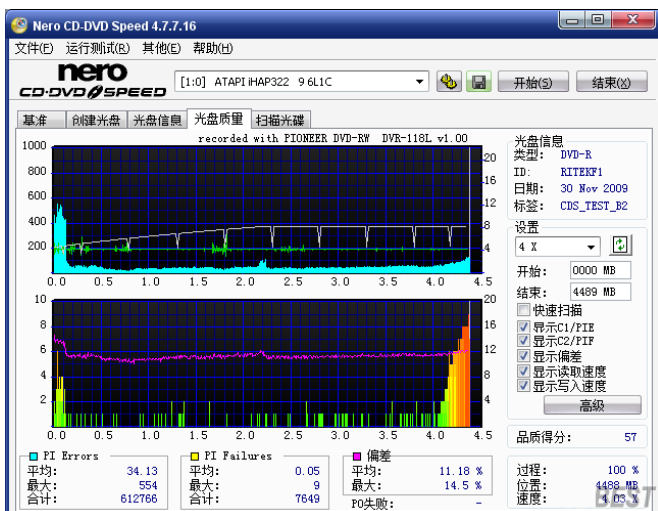 Nero CD-DVD Speed 4.7.7.16
文件(F) 运行测试(R) 其他(E) 帮助(H)
nero
CD·DVD SPEED
[1:0] ATAPI iHAP322 9 6L1C
开始(S)
结束(X)
基准 创建光盘 光盘信息 光盘质量 扫描光碟
recorded with PIONEER DVD-RW DVR-118L v1.00
1000
800
600
400
200
20
16
12
8
4
0.0 0.5 1.0 1.5 2.0 2.5 3.0 3.5 4.0 4.5
10
8
6
4
2
20
16
12
8
4
0.0 0.5 1.0 1.5 2.0 2.5 3.0 3.5 4.0 4.5
光盘信息
类型: DVD-R
ID: RITEKF1
日期: 30 Nov 2009
标签: CDS_TEST_B2
设置
4 X
开始: 0000 MB
结束: 4489 MB
快速扫描
显示C1/PIE
显示C2/PIF
显示偏差
显示读取速度
显示写入速度
高级
品质得分: 57
PI Errors
平均: 34.13
最大: 554
合计: 612766
PI Failures
平均: 0.05
最大: 9
合计: 7649
偏差
平均: 11.18 %
最大: 14.5 %
PO失败: -
过程: 100 %
位置: 4488 MB
速度: 4.03 X
BEST